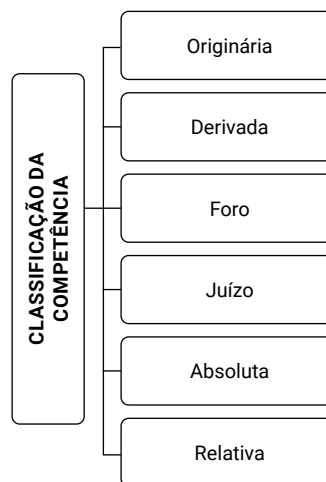 CLASSIFICAÇÃO DA
COMPETÊNCIA
Originária
Derivada
Foro
Juízo
Absoluta
Relativa